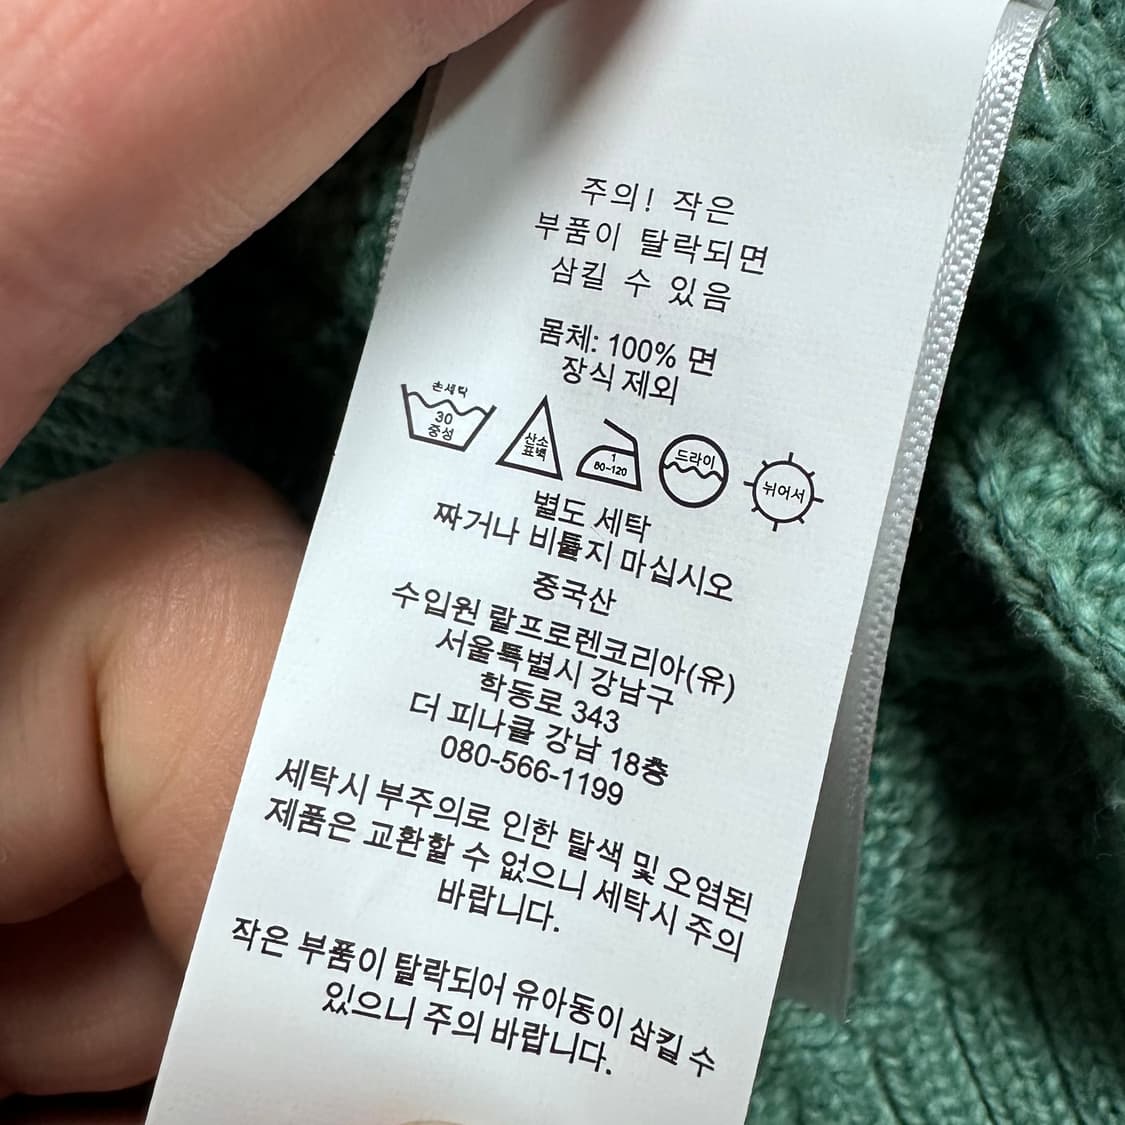 주의! 작은
부품이 탈락되면
삼킬 수 있음
몸체: 100% 면
장식 제외
손세탁
30
중성
산소
표백
1
80~120
드라이
뉘어서
별도 세탁
짜거나 비틀지 마십시오
중국산
수입원 랄프로렌코리아(유)
서울특별시 강남구
학동로 343
더 피나클 강남 18층
080-566-1199
세탁시 부주의로 인한 탈색 및 오염된
제품은 교환할 수 없으니 세탁시 주의
바랍니다.
작은 부품이 탈락되어 유아동이 삼킬 수
있으니 주의 바랍니다.